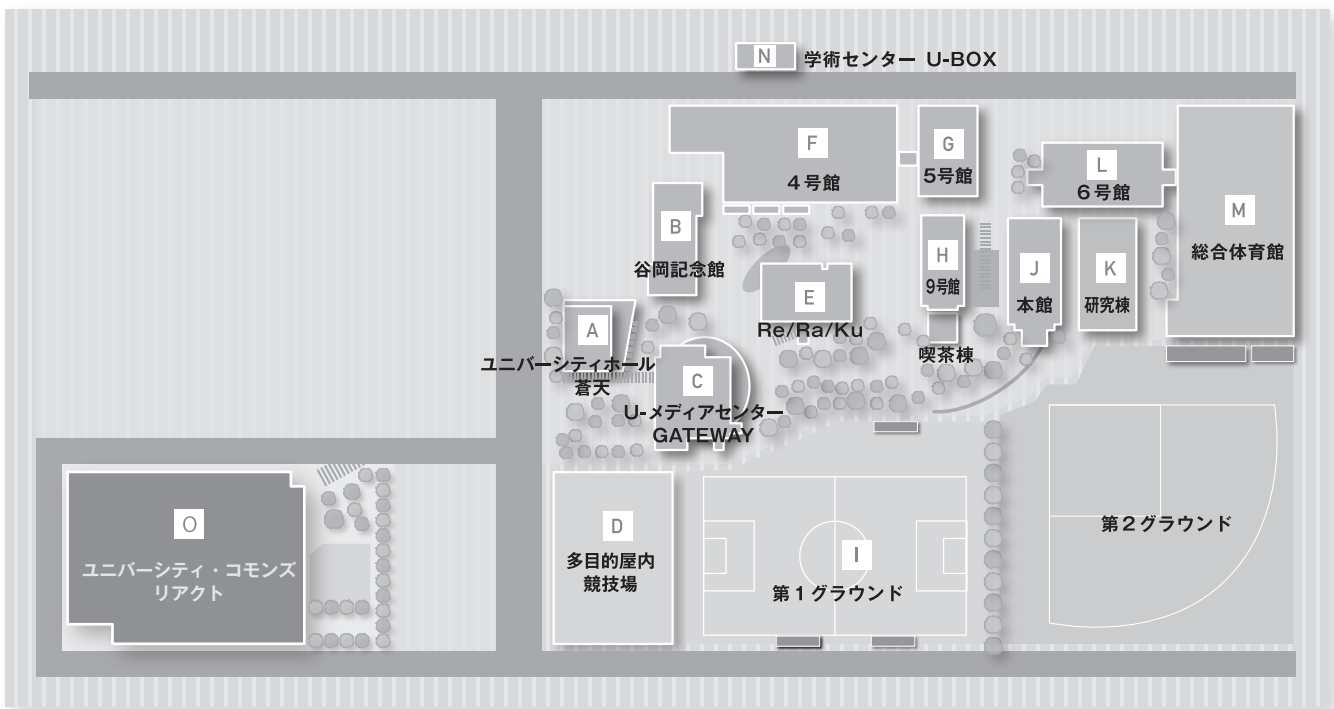 N
学術センター U-BOX
F
4号館
G
5号館
L
6号館
M
総合体育館
B
谷岡記念館
H
9号館
J
本館
K
研究棟
E
Re/Ra/Ku
喫茶棟
A
ユニバーシティホール
蒼天
C
U-メディアセンター
GATEWAY
O
ユニバーシティ・コモンズ
リアクト
D
多目的屋内
競技場
I
第1グラウンド
第2グラウンド